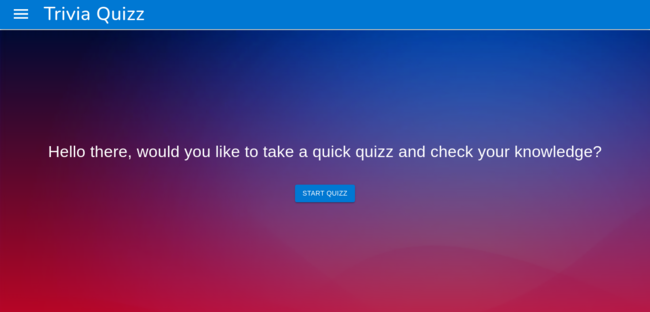 Trivia Quizz
Hello there, would you like to take a quick quizz and check your knowledge?
START QUIZZ